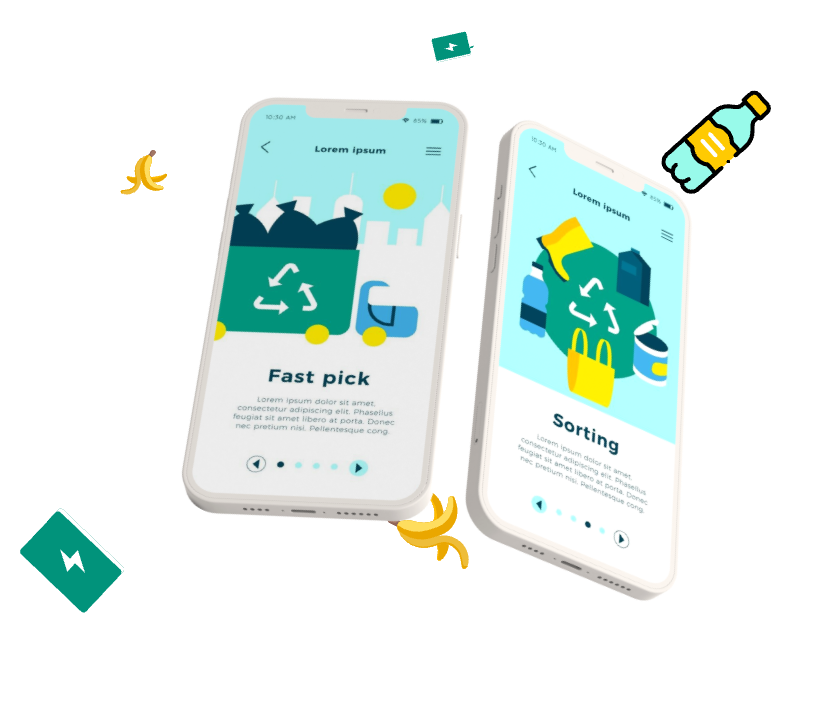 10:30 AM
85%
Lorem ipsum
Fast pick
Lorem ipsum dolor sit amet,
consectetur adipiscing elit. Phasellus
feugiat sit amet libero at porta. Donec
nec pretium nisi. Pellentesque cong.
10:30 AM
85%
Lorem ipsum
Sorting
Lorem ipsum dolor sit amet,
consectetur adipiscing elit. Phasellus
feugiat sit amet libero at porta. Donec
nec pretium nisi. Pellentesque cong.